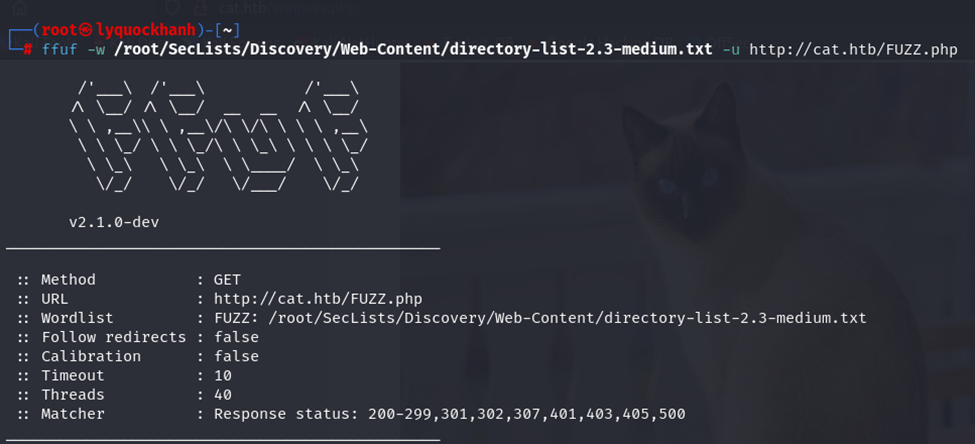 cat.htb/
┌──(root㉿lyquockhanh)-[~]
└─# ffuf -w /root/SecLists/Discovery/Web-Content/directory-list-2.3-medium.txt -u http://cat.htb/FUZZ.php
v2.1.0-dev
:: Method : GET
:: URL : http://cat.htb/FUZZ.php
:: Wordlist : FUZZ: /root/SecLists/Discovery/Web-Content/directory-list-2.3-medium.txt
:: Follow redirects : false
:: Calibration : false
:: Timeout : 10
:: Threads : 40
:: Matcher : Response status: 200-299,301,302,307,401,403,405,500